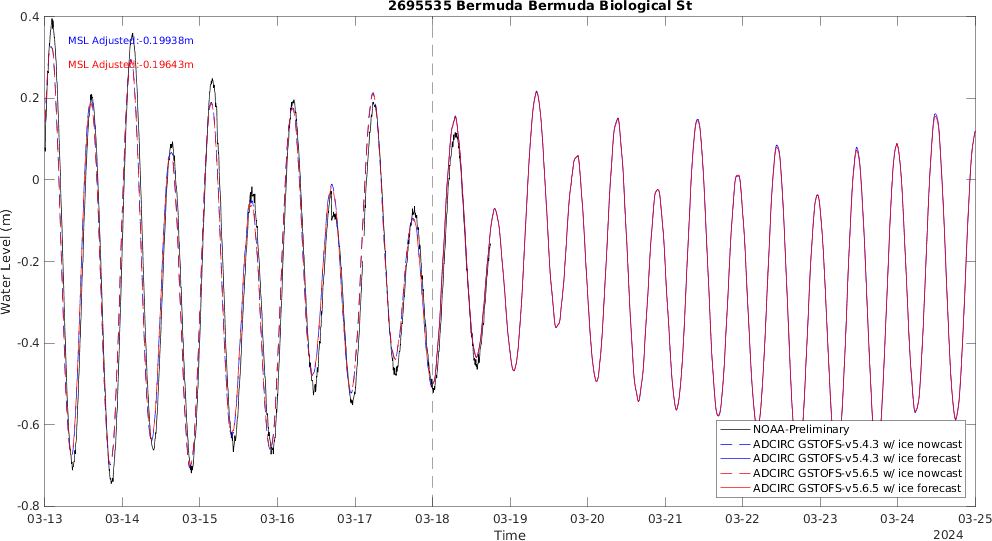 2695535 Bermuda Bermuda Biological St
0.4
MSL Adjusted:-0.19938m
MSL Adjusted:-0.19643m
0.2
0
-0.2
-0.4
-0.6
-0.8
Water Level (m)
NOAA-Preliminary
ADCIRC GSTOFS-v5.4.3 w/ ice nowcast
ADCIRC GSTOFS-v5.4.3 w/ ice forecast
ADCIRC GSTOFS-v5.6.5 w/ ice nowcast
ADCIRC GSTOFS-v5.6.5 w/ ice forecast
03-13 03-14 03-15 03-16 03-17 03-18 03-19 03-20 03-21 03-22 03-23 03-24 03-25
Time
2024